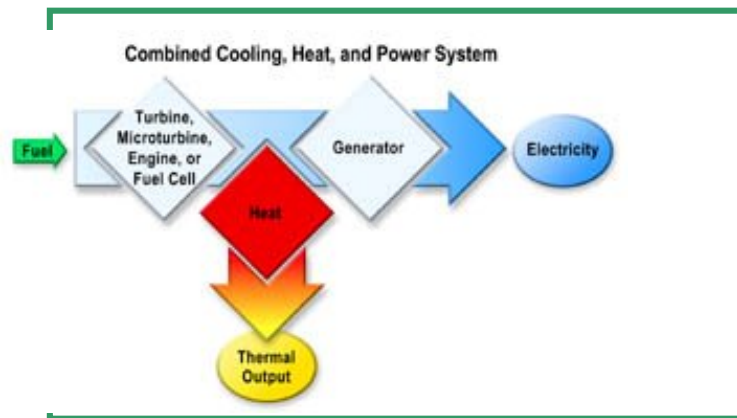 Combined Cooling, Heat, and Power System
Fuel
Turbine,
Microturbine,
Engine, or
Fuel Cell
Generator
Electricity
Heat
Thermal
Output